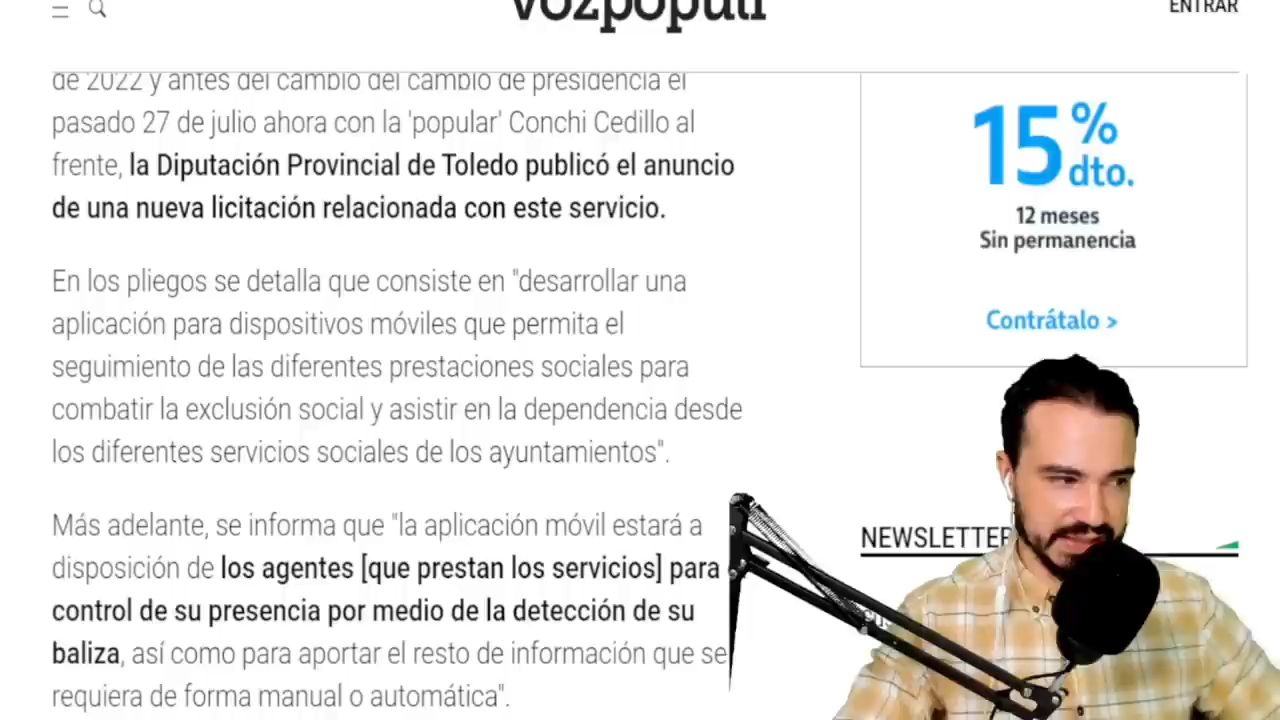 vozpopuli
ENTRAR
de 2022 y antes del cambio del cambio de presidencia el
pasado 27 de julio ahora con la 'popular' Conchi Cedillo al
frente, la Diputación Provincial de Toledo publicó el anuncio
de una nueva licitación relacionada con este servicio.
En los pliegos se detalla que consiste en "desarrollar una
aplicación para dispositivos móviles que permita el
seguimiento de las diferentes prestaciones sociales para
combatir la exclusión social y asistir en la dependencia desde
los diferentes servicios sociales de los ayuntamientos".
Más adelante, se informa que "la aplicación móvil estará a
disposición de los agentes [que prestan los servicios] para
control de su presencia por medio de la detección de su
baliza, así como para aportar el resto de información que se
requiera de forma manual o automática".
15%
dto.
12 meses
Sin permanencia
Contrátalo >
NEWSLETTER